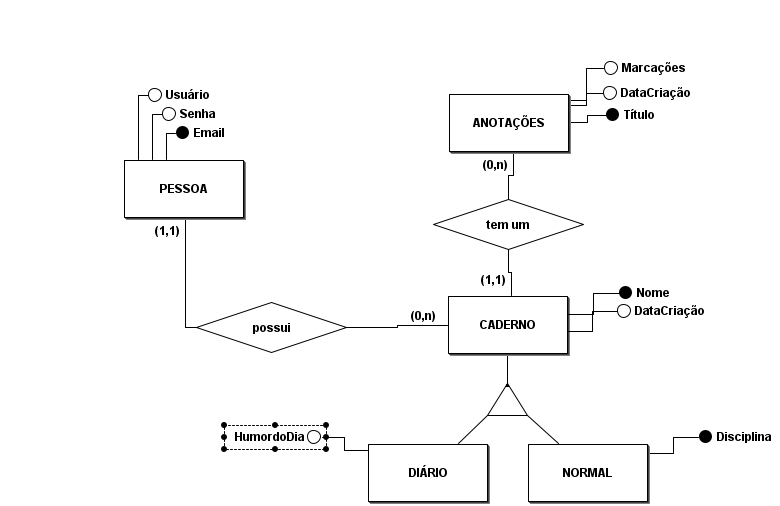 Marcações
DataCriação
Título
Usuário
Senha
Email
ANOTAÇÕES
PESSOA
(0,n)
tem um
(1,1)
(1,1)
Nome
DataCriação
(0,n)
possui
CADERNO
HumordoDia
Disciplina
DIÁRIO
NORMAL